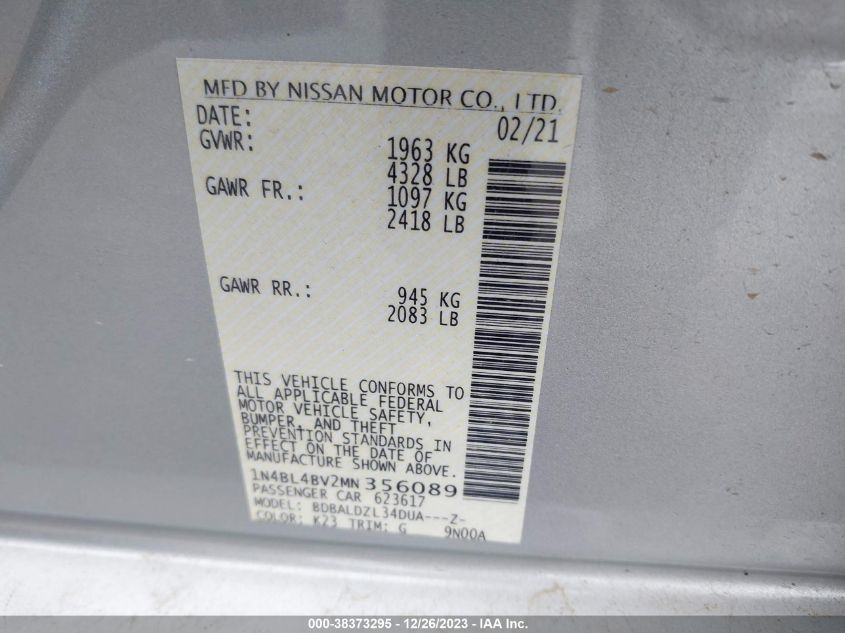 MFD BY NISSAN MOTOR CO., LTD.
DATE: 02/21
GVWR: 1963 KG
4328 LB
GAWR FR.: 1097 KG
2418 LB
GAWR RR.: 945 KG
2083 LB
THIS VEHICLE CONFORMS TO
ALL APPLICABLE FEDERAL
MOTOR VEHICLE SAFETY,
BUMPER, AND THEFT
PREVENTION STANDARDS IN
EFFECT ON THE DATE OF
MANUFACTURE SHOWN ABOVE.
1N4BL4BV2MN356089
PASSENGER CAR 623617
MODEL: BDBALDZL34DUA---Z-
COLOR: K23 TRIM: G 9N00A
000-38373295 - 12/26/2023 - IAA Inc.